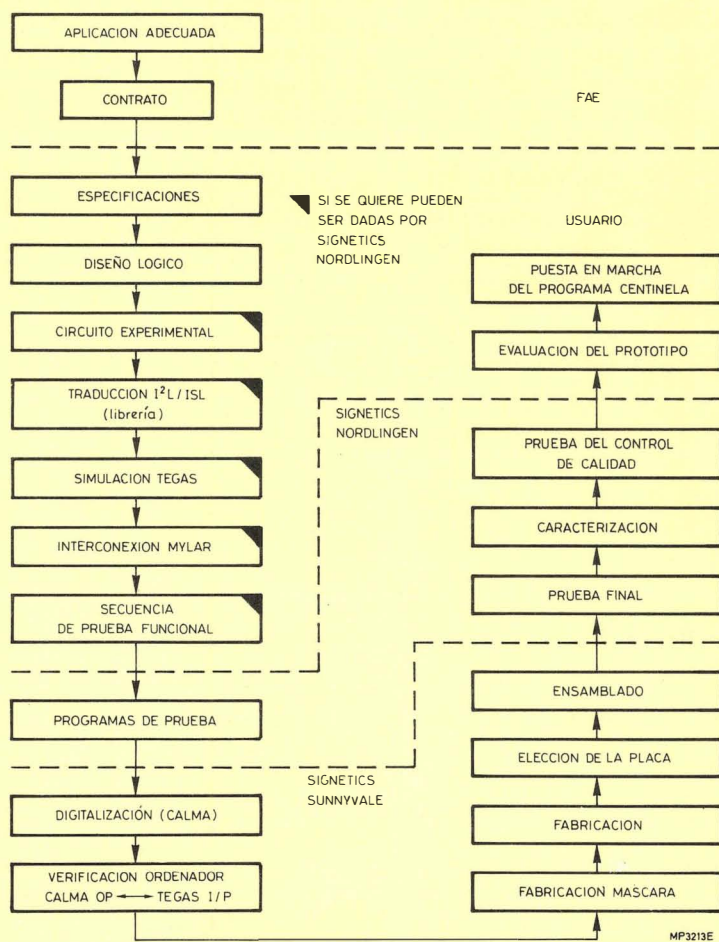 APLICACION ADECUADA
CONTRATO
FAE
ESPECIFICACIONES
DISEÑO LOGICO
CIRCUITO EXPERIMENTAL
TRADUCCION I²L/ISL
(librería)
SIMULACION TEGAS
INTERCONEXION MYLAR
SECUENCIA
DE PRUEBA FUNCIONAL
PROGRAMAS DE PRUEBA
DIGITALIZACIÓN (CALMA)
VERIFICACION ORDENADOR
CALMA OP ⟷ TEGAS I/P
SI SE QUIERE PUEDEN
SER DADAS POR
SIGNETICS
NORDLINGEN
USUARIO
PUESTA EN MARCHA
DEL PROGRAMA CENTINELA
EVALUACION DEL PROTOTIPO
SIGNETICS
NORDLINGEN
PRUEBA DEL CONTROL
DE CALIDAD
CARACTERIZACION
PRUEBA FINAL
ENSAMBLADO
ELECCION DE LA PLACA
SIGNETICS
SUNNYVALE
FABRICACION
FABRICACION MASCARA
MP3213E